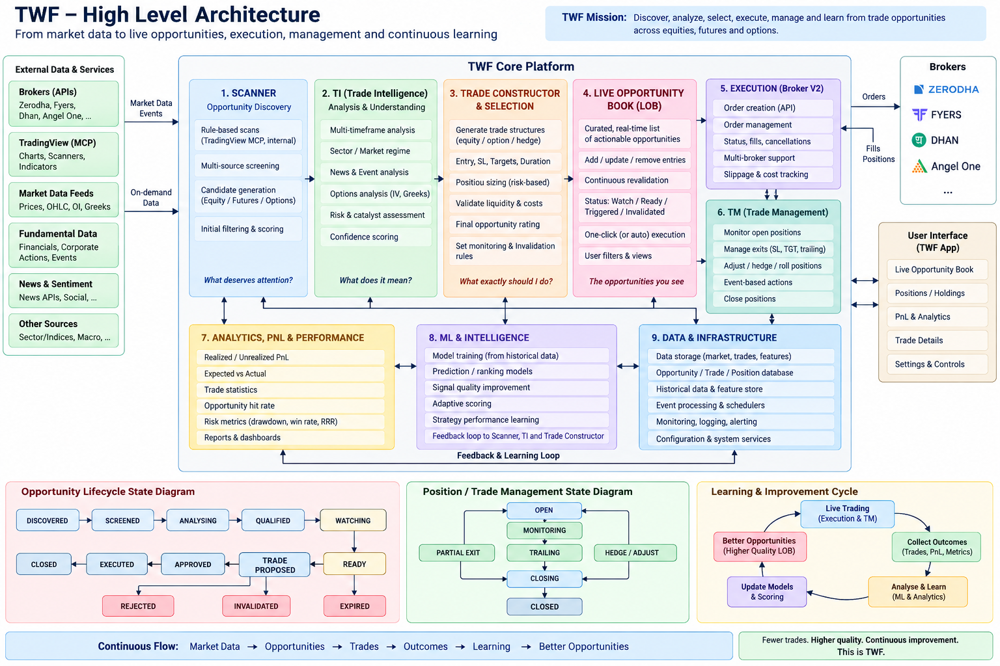 TWF – High Level Architecture
From market data to live opportunities, execution, management and continuous learning
TWF Mission: Discover, analyze, select, execute, manage and learn from trade opportunities
across equities, futures and options.
External Data & Services
Brokers (APIs)
Zerodha, Fyers,
Dhan, Angel One, ...
TradingView (MCP)
Charts, Scanners,
Indicators
Market Data Feeds
Prices, OHLC, OI, Greeks
Fundamental Data
Financials, Corporate
Actions, Events
News & Sentiment
News APIs, Social, ...
Other Sources
Sector/Indices, Macro, ...
Market Data
Events
On-demand
Data
TWF Core Platform
1. SCANNER
Opportunity Discovery
Rule-based scans
(TradingView MCP, internal)
Multi-source screening
Candidate generation
(Equity / Futures / Options)
Initial filtering & scoring
What deserves attention?
2. TI (Trade Intelligence)
Analysis & Understanding
Multi-timeframe analysis
Sector / Market regime
News & Event analysis
Options analysis (IV, Greeks)
Risk & catalyst assessment
Confidence scoring
What does it mean?
3. TRADE CONSTRUCTOR
& SELECTION
Generate trade structures
(equity / option / hedge)
Entry, SL, Targets, Duration
Positiou sizing (risk-based)
Validate liquidity & costs
Final opportunity rating
Set monitoring & Invalidation
rules
What exactly should I do?
4. LIVE OPPORTUNITY
BOOK (LOB)
Curated, real-time list
of actionable opportunities
Add / update / remove entries
Continuous revalidation
Status: Watch / Ready /
Triggered / Invalidated
One-click (or auto) execution
User filters & views
The opportunities you see
5. EXECUTION (Broker V2)
Order creation (API)
Order management
Status, fills, cancellations
Multi-broker support
Slippage & cost tracking
6. TM (Trade Management)
Monitor open positions
Manage exits (SL, TGT, trailing)
Adjust / hedge / roll positions
Event-based actions
Close positions
Orders
Fills
Positions
Brokers
ZERODHA
FYERS
DHAN
Angel One
...
User Interface
(TWF App)
Live Opportunity Book
Positions / Holdings
PnL & Analytics
Trade Details
Settings & Controls
7. ANALYTICS, PNL & PERFORMANCE
Realized / Unrealized PnL
Expected vs Actual
Trade statistics
Opportunity hit rate
Risk metrics (drawdown, win rate, RRR)
Reports & dashboards
8. ML & INTELLIGENCE
Model training (from historical data)
Prediction / ranking models
Signal quality improvement
Adaptive scoring
Strategy performance learning
Feedback loop to Scanner, TI and Trade Constructor
9. DATA & INFRASTRUCTURE
Data storage (market, trades, features)
Opportunity / Trade / Position database
Historical data & feature store
Event processing & schedulers
Monitoring, logging, alerting
Configuration & system services
Feedback & Learning Loop
Opportunity Lifecycle State Diagram
DISCOVERED
SCREENED
ANALYSING
QUALIFIED
WATCHING
CLOSED
EXECUTED
APPROVED
TRADE
PROPOSED
READY
REJECTED
INVALIDATED
EXPIRED
Position / Trade Management State Diagram
OPEN
MONITORING
PARTIAL EXIT
TRAILING
HEDGE / ADJUST
CLOSING
CLOSED
Learning & Improvement Cycle
Live Trading
(Execution & TM)
Better Opportunities
(Higher Quality LOB)
Collect Outcomes
(Trades, PnL, Metrics)
Update Models
& Scoring
Analyse & Learn
(ML & Analytics)
Continuous Flow: Market Data → Opportunities → Trades → Outcomes → Learning → Better Opportunities
Fewer trades. Higher quality. Continuous improvement.
This is TWF.